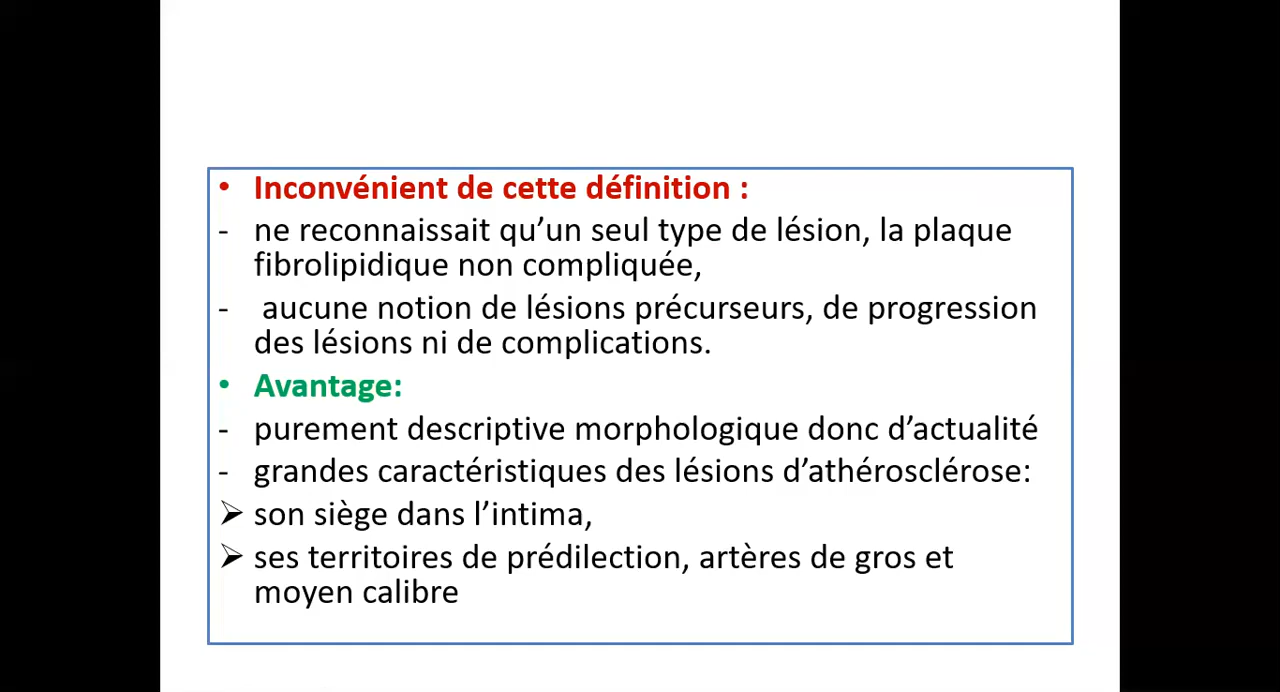 • Inconvénient de cette définition :
- ne reconnaissait qu’un seul type de lésion, la plaque
fibrolipidique non compliquée,
- aucune notion de lésions précurseurs, de progression
des lésions ni de complications.
• Avantage:
- purement descriptive morphologique donc d’actualité
- grandes caractéristiques des lésions d’athérosclérose:
➢ son siège dans l’intima,
➢ ses territoires de prédilection, artères de gros et
moyen calibre